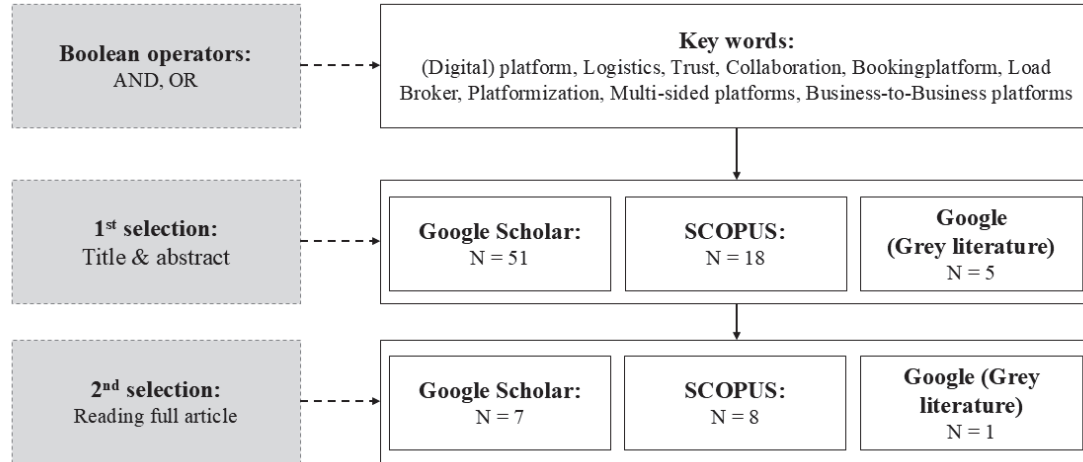 Boolean operators:
AND, OR
Key words:
(Digital) platform, Logistics, Trust, Collaboration, Bookingplatform, Load
Broker, Platformization, Multi-sided platforms, Business-to-Business platforms
1st selection:
Title & abstract
Google Scholar:
N = 51
SCOPUS:
N = 18
Google
(Grey literature)
N = 5
2nd selection:
Reading full article
Google Scholar:
N = 7
SCOPUS:
N = 8
Google (Grey
literature)
N = 1